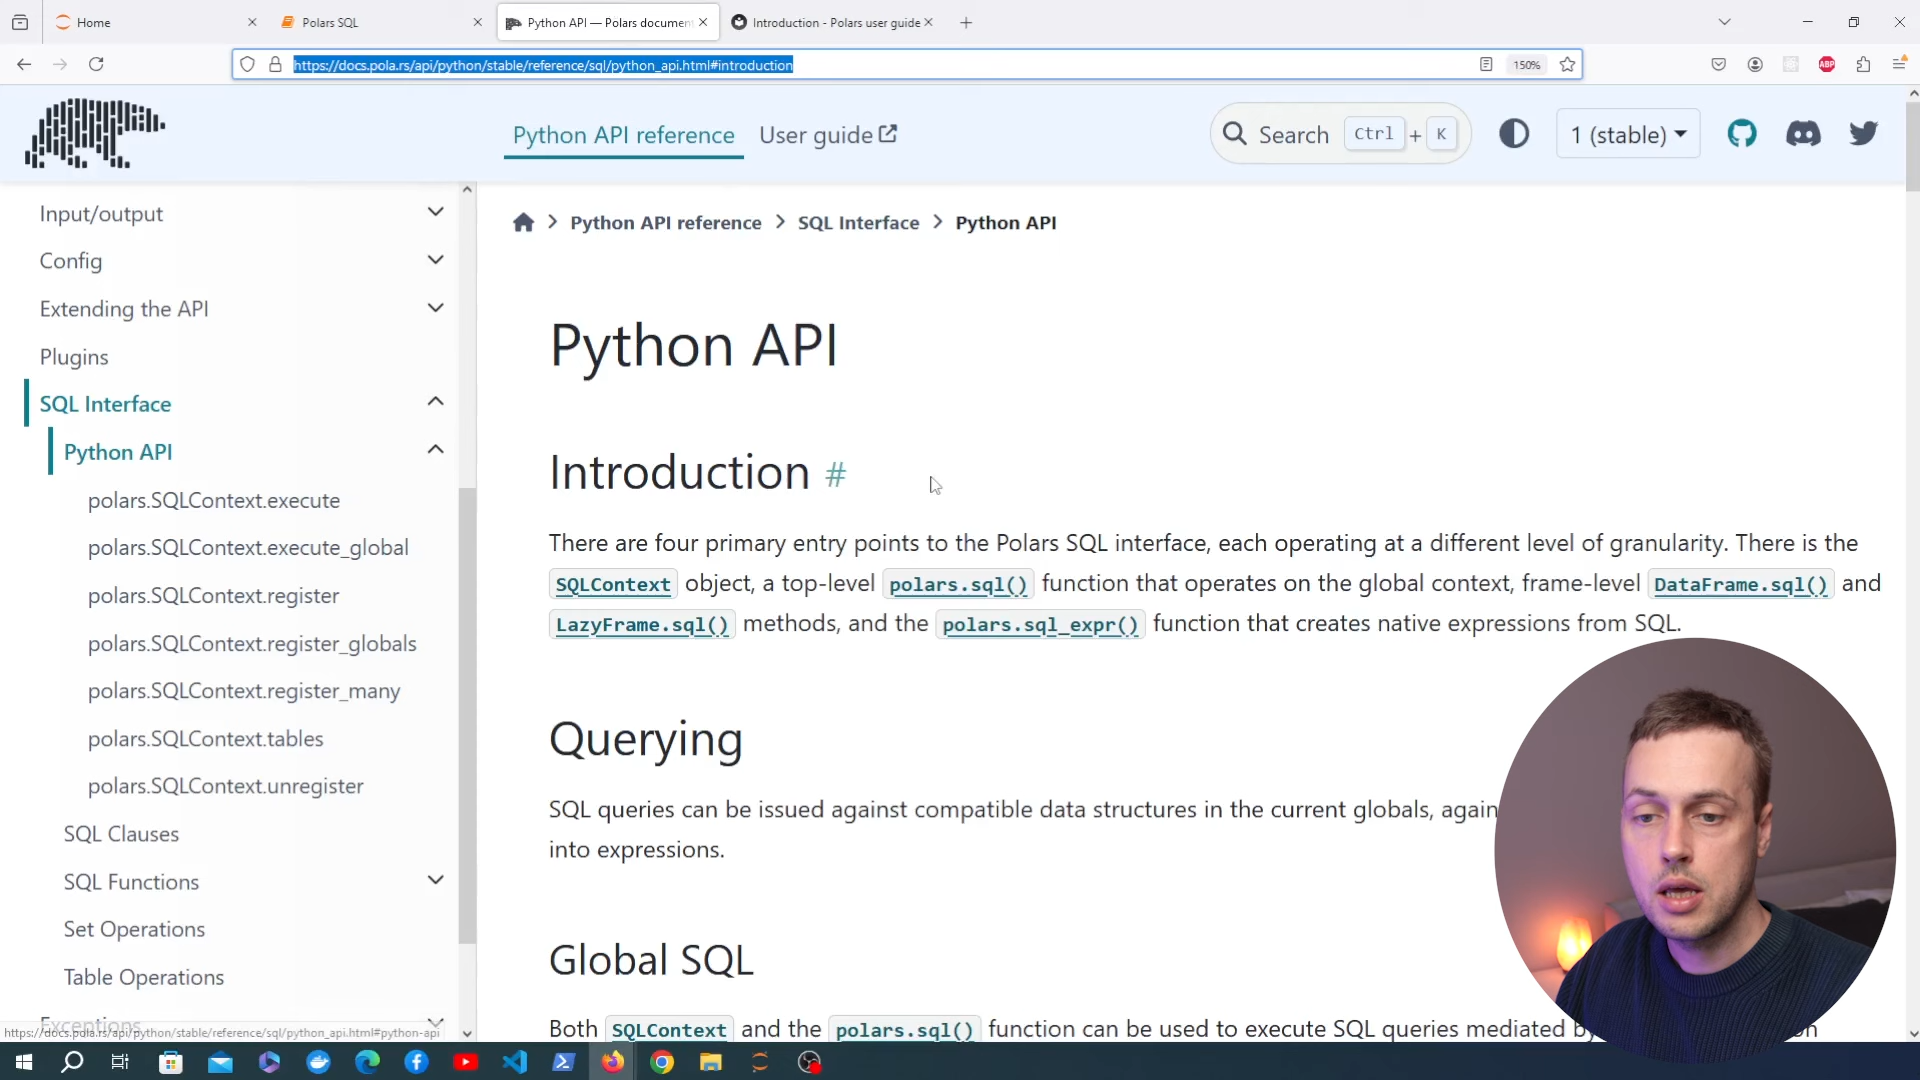 Home
Polars SQL
Python API — Polars documen
Introduction - Polars user guide
https://docs.pola.rs/api/python/stable/reference/sql/python_api.html#introduction
150%
ABP
Python API reference
User guide
Search Ctrl + K
1 (stable)
Input/output
Config
Extending the API
Plugins
SQL Interface
Python API
polars.SQLContext.execute
polars.SQLContext.execute_global
polars.SQLContext.register
polars.SQLContext.register_globals
polars.SQLContext.register_many
polars.SQLContext.tables
polars.SQLContext.unregister
SQL Clauses
SQL Functions
Set Operations
Table Operations
Exceptions
https://docs.pola.rs/api/python/stable/reference/sql/python_api.html#python-api
Python API reference > SQL Interface > Python API
Python API
Introduction #
There are four primary entry points to the Polars SQL interface, each operating at a different level of granularity. There is the
SQLContext object, a top-level polars.sql() function that operates on the global context, frame-level DataFrame.sql() and
LazyFrame.sql() methods, and the polars.sql_expr() function that creates native expressions from SQL.
Querying
SQL queries can be issued against compatible data structures in the current globals, again
into expressions.
Global SQL
Both SQLContext and the polars.sql() function can be used to execute SQL queries mediated b